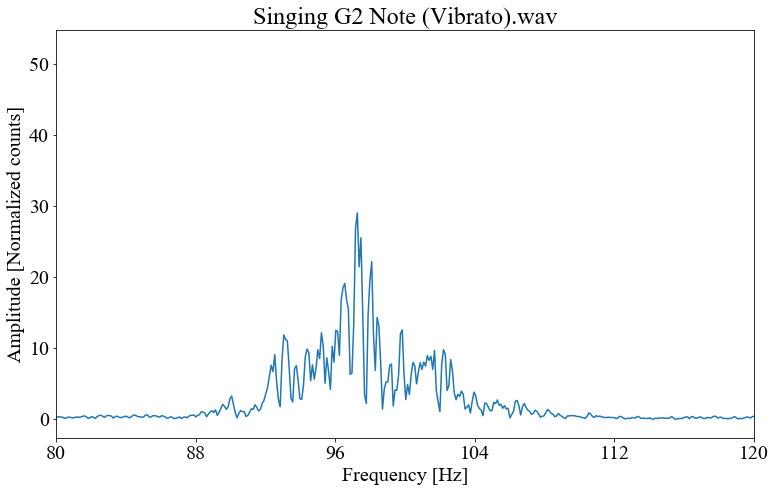 Singing G2 Note (Vibrato).wav
Amplitude [Normalized counts]
50
40
30
20
10
0
80 88 96 104 112 120
Frequency [Hz]